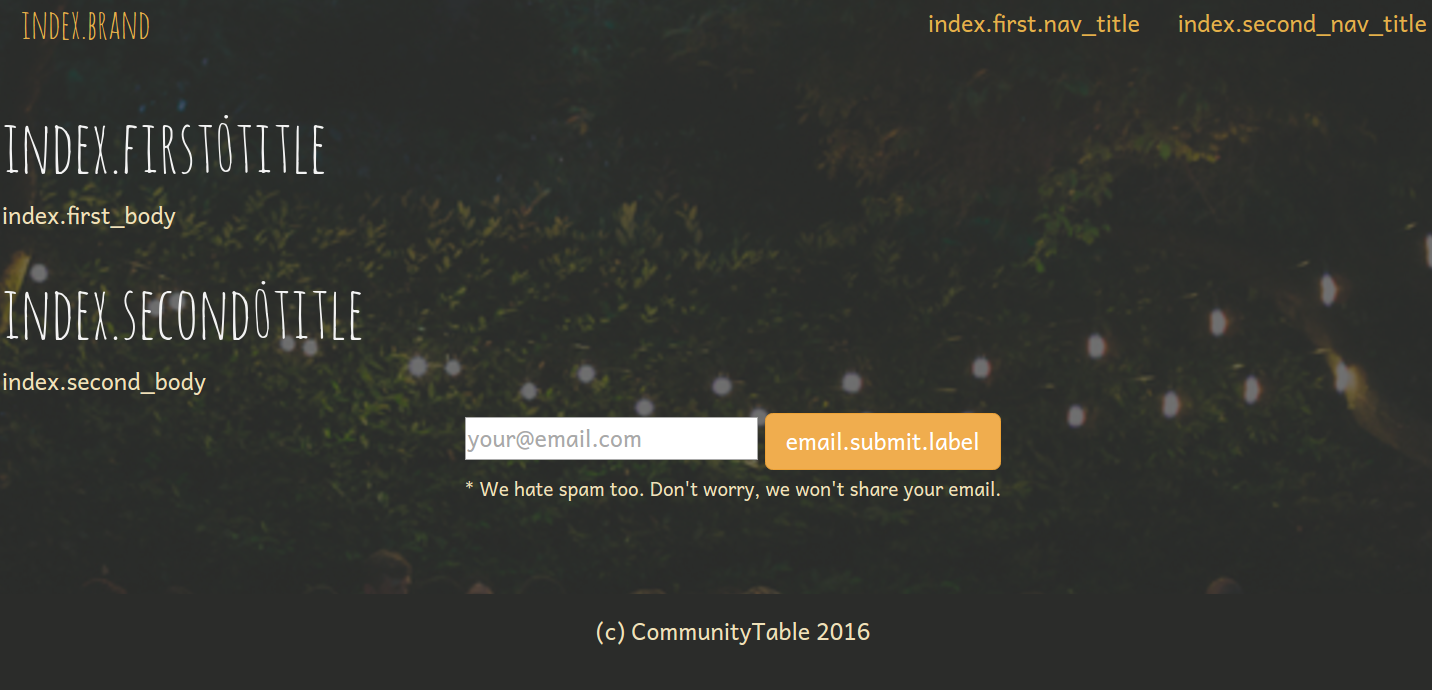 INDEX.BRAND
index.first.nav_title index.second_nav_title
INDEX.FIRSTȮTITLE
index.first_body
INDEX.SECONDȮTITLE
index.second_body
your@email.com email.submit.label
* We hate spam too. Don't worry, we won't share your email.
(c) CommunityTable 2016